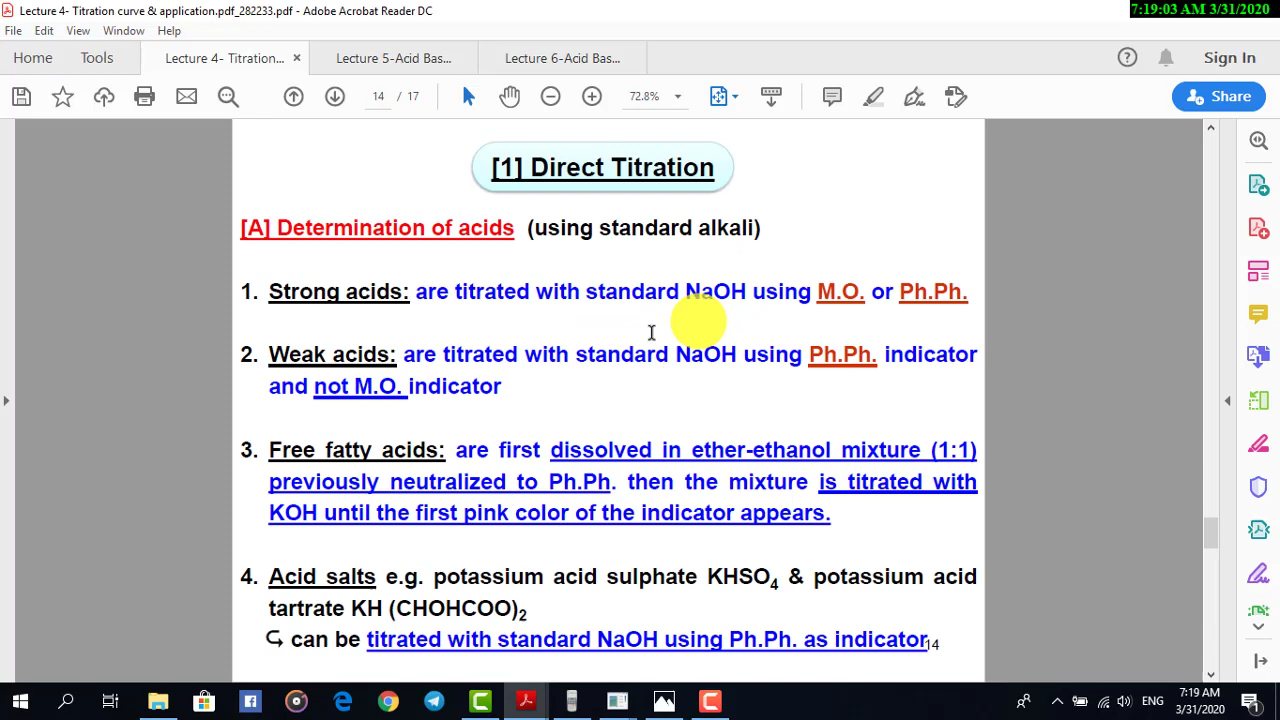 Lecture 4- Titration curve & application.pdf_282233.pdf - Adobe Acrobat Reader DC
7:19:03 AM 3/31/2020
File Edit View Window Help
Home Tools Lecture 4- Titration... × Lecture 5-Acid Bas... Lecture 6-Acid Bas... Sign In
14 / 17 72.8% Share
[1] Direct Titration
[A] Determination of acids (using standard alkali)
1. Strong acids: are titrated with standard NaOH using M.O. or Ph.Ph.
2. Weak acids: are titrated with standard NaOH using Ph.Ph. indicator
and not M.O. indicator
3. Free fatty acids: are first dissolved in ether-ethanol mixture (1:1)
previously neutralized to Ph.Ph. then the mixture is titrated with
KOH until the first pink color of the indicator appears.
4. Acid salts e.g. potassium acid sulphate KHSO4 & potassium acid
tartrate KH (CHOHCOO)2
⤷ can be titrated with standard NaOH using Ph.Ph. as indicator
14
ENG 7:19 AM
3/31/2020